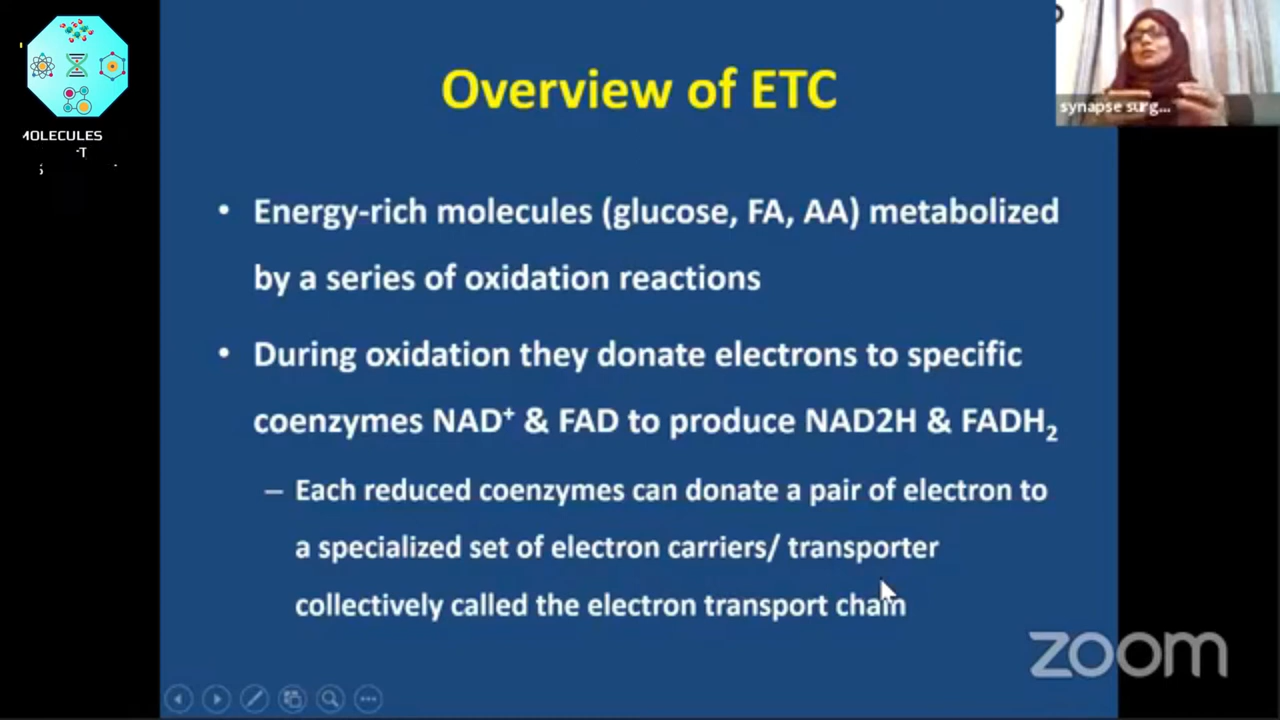 Overview of ETC
synapse surg...
MOLECULES
• Energy-rich molecules (glucose, FA, AA) metabolized
by a series of oxidation reactions
• During oxidation they donate electrons to specific
coenzymes NAD⁺ & FAD to produce NAD2H & FADH₂
– Each reduced coenzymes can donate a pair of electron to
a specialized set of electron carriers/ transporter
collectively called the electron transport chain
zoom